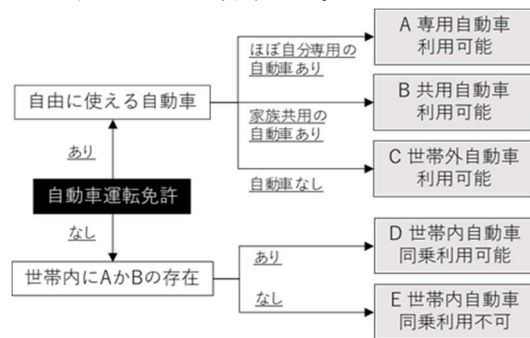 A 専用自動車
利用可能
ほぼ自分専用の
自動車あり
自由に使える自動車
B 共用自動車
利用可能
家族共用の
自動車あり
あり
C 世帯外自動車
利用可能
自動車なし
自動車運転免許
なし
D 世帯内自動車
同乗利用可能
あり
世帯内にAかBの存在
なし
E 世帯内自動車
同乗利用不可